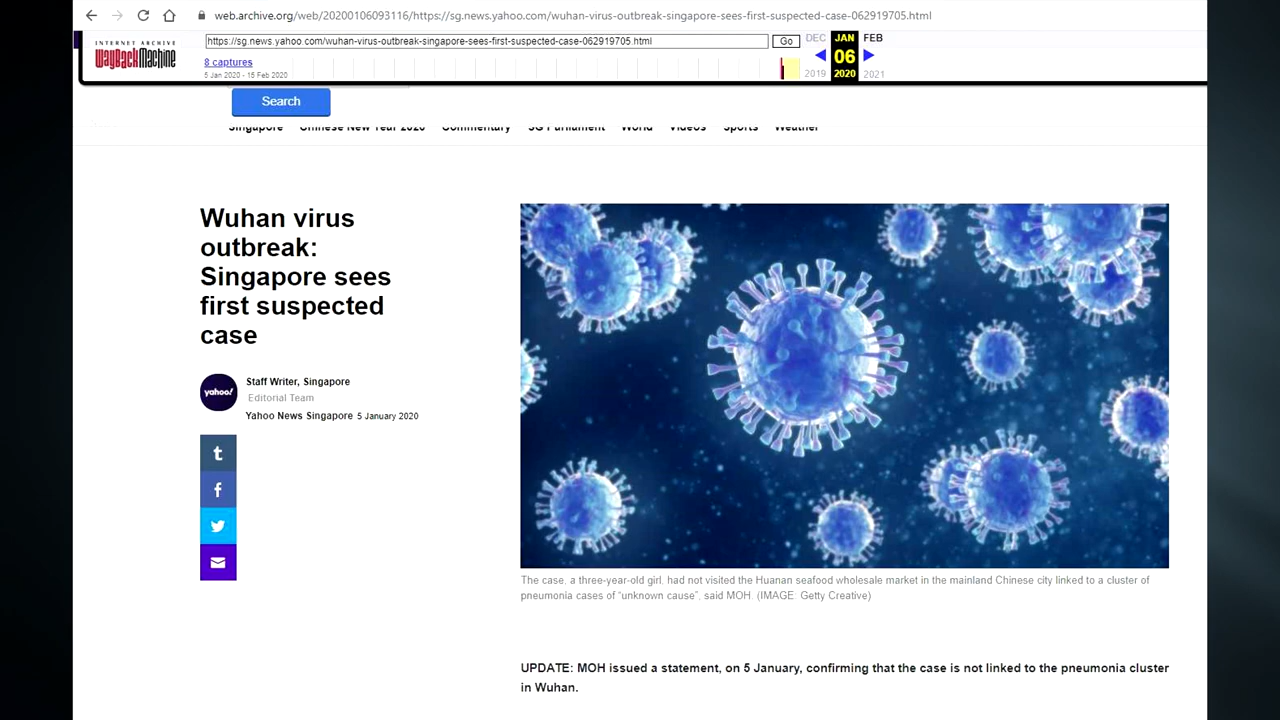 web.archive.org/web/20200106093116/https://sg.news.yahoo.com/wuhan-virus-outbreak-singapore-sees-first-suspected-case-062919705.html
INTERNET ARCHIVE
WayBackMachine
https://sg.news.yahoo.com/wuhan-virus-outbreak-singapore-sees-first-suspected-case-062919705.html
Go
DEC JAN FEB
06
2019 2020 2021
8 captures
5 Jan 2020 - 15 Feb 2020
Search
Singapore Chinese New Year 2020 Commentary SG Parliament World Videos Sports Weather
Wuhan virus
outbreak:
Singapore sees
first suspected
case
yahoo!
Staff Writer, Singapore
Editorial Team
Yahoo News Singapore 5 January 2020
t
f
The case, a three-year-old girl, had not visited the Huanan seafood wholesale market in the mainland Chinese city linked to a cluster of
pneumonia cases of "unknown cause", said MOH. (IMAGE: Getty Creative)
UPDATE: MOH issued a statement, on 5 January, confirming that the case is not linked to the pneumonia cluster
in Wuhan.